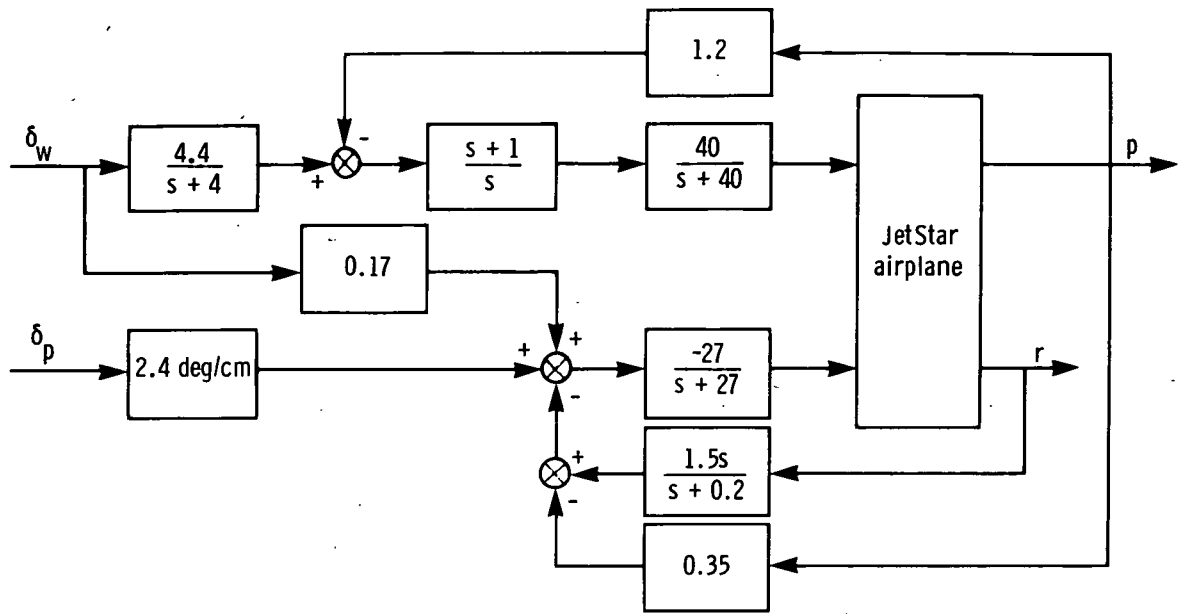 1.2
δw
4.4
s + 4
-
+
s + 1
s
40
s + 40
p
JetStar
airplane
0.17
δp
2.4 deg/cm
+
+
-
-27
s + 27
r
+
-
1.5s
s + 0.2
0.35